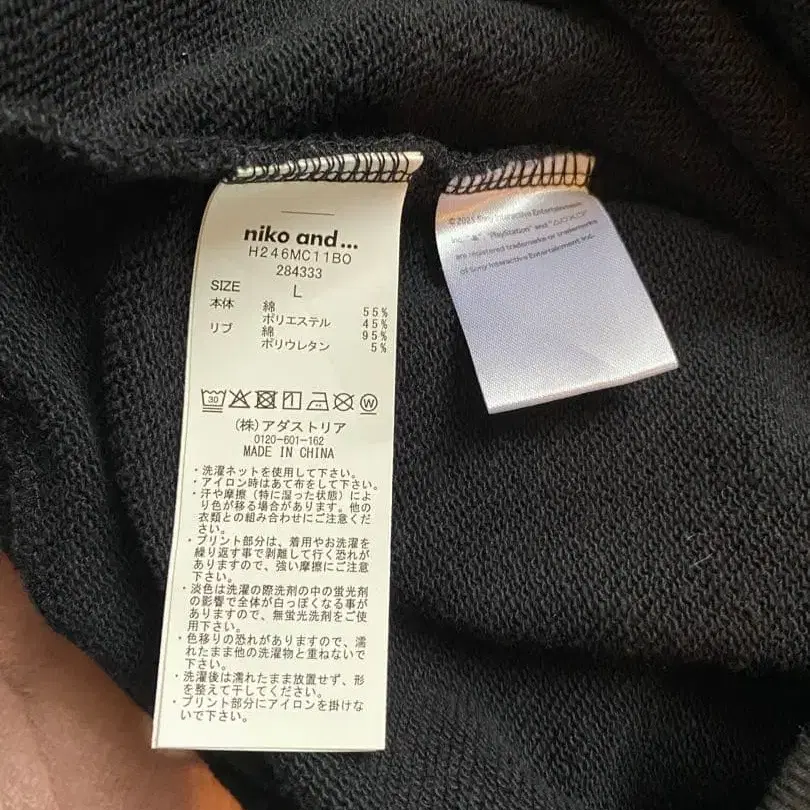 niko and...
H246MC11BO
284333
SIZE L
本体 綿 55%
ポリエステル 45%
リブ 綿 95%
ポリウレタン 5%
30
W
(株)アダストリア
0120-601-162
MADE IN CHINA
・洗濯ネットを使用して下さい。
・アイロン時はあて布をして下さい。
・汗や摩擦(特に湿った状態)によ
り色が移る場合があります。他の
衣類との組み合わせにご注意くだ
さい。
・プリント部分は、着用やお洗濯を
繰り返す事で剥離して行く恐れが
ありますので、強い摩擦にご注意
下さい。
・淡色は洗濯の際洗剤の中の蛍光剤
の影響で全体が白っぽくなる事が
ありますので、無蛍光洗剤をご使
用下さい。
・色移りの恐れがありますので、濡
れたまま他の洗濯物と重ねないで
下さい。
・洗濯後は濡れたまま放置せず、形
を整えて干してください。
・プリント部分にアイロンを掛けな
いで下さい。
© 2025 Sony Interactive Entertainment
Inc. "PlayStation" and "△○×□"
are registered trademarks or trademarks
of Sony Interactive Entertainment Inc.